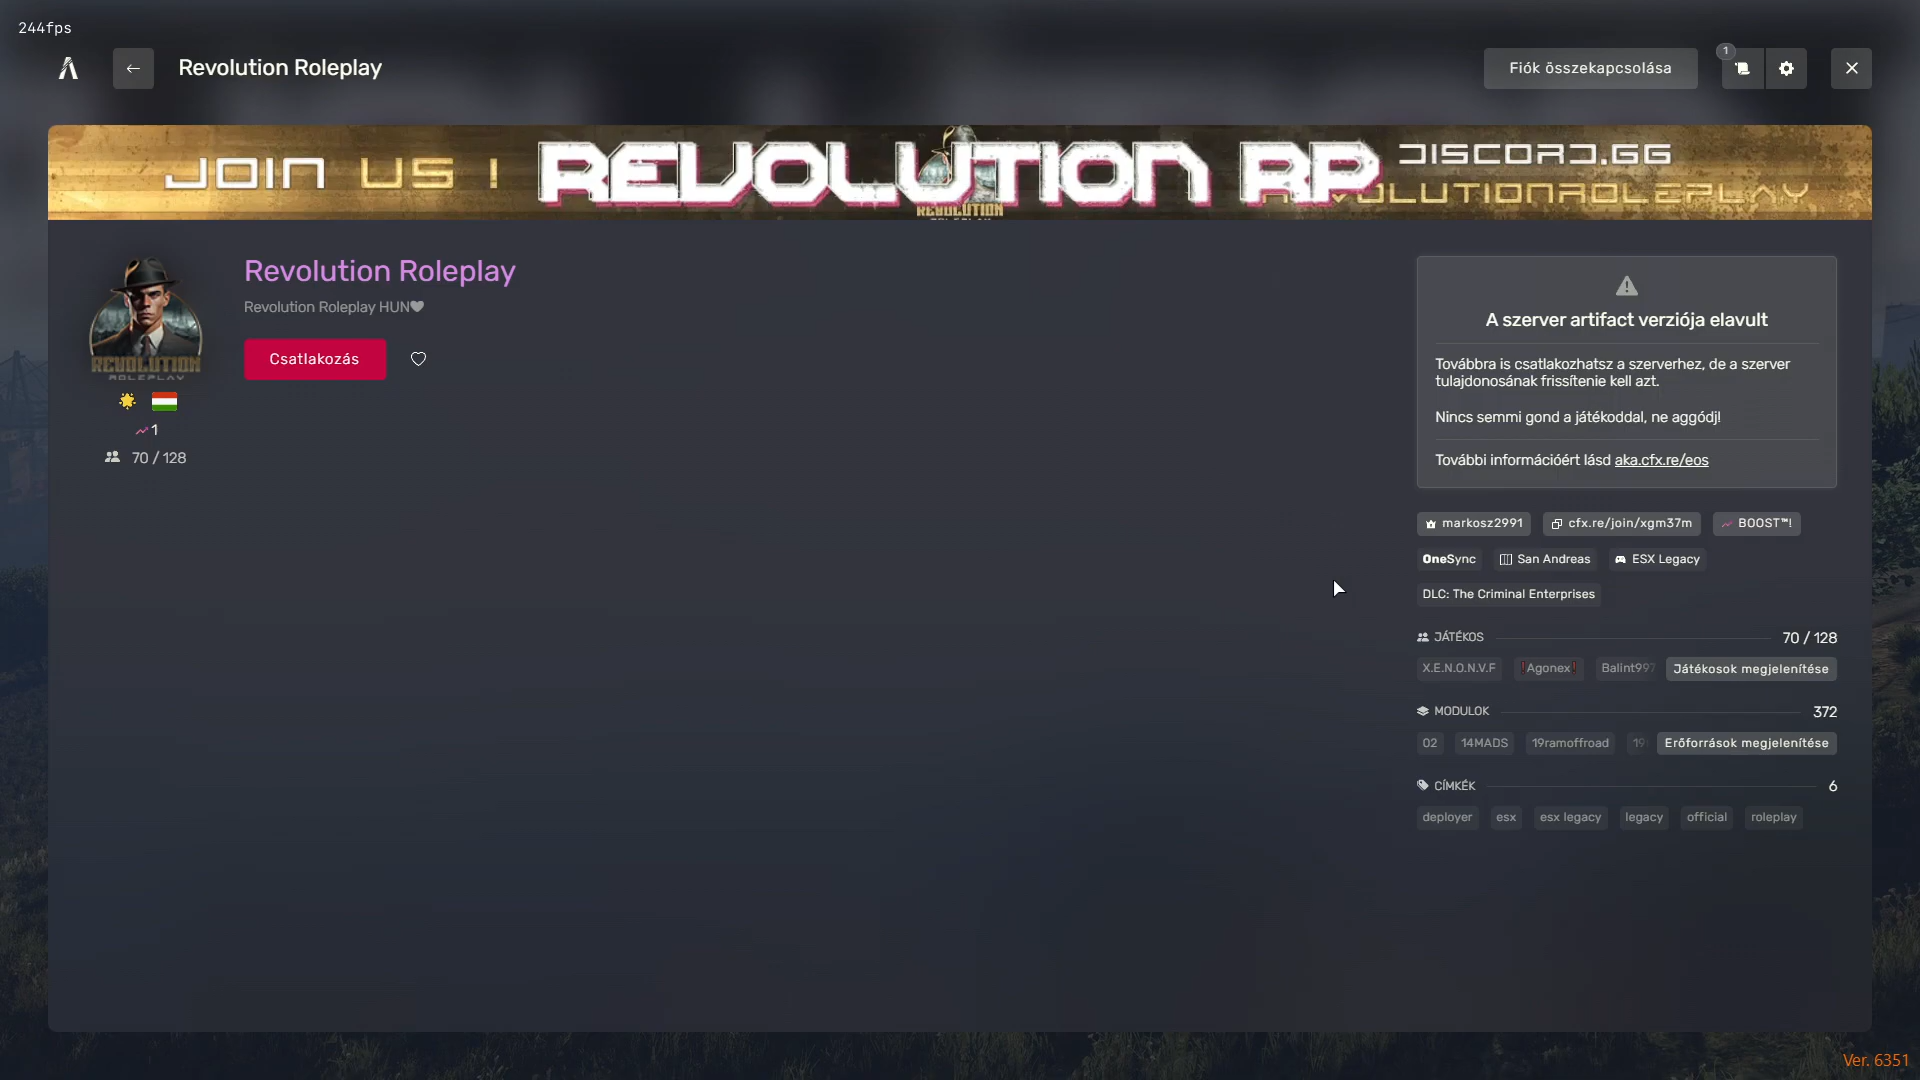 244fps
Revolution Roleplay
Fiók összekapcsolása
1
JOIN US !
REVOLUTION RP
DISCORD.GG
REVOLUTION
Revolution Roleplay
Revolution Roleplay HUN♥
Csatlakozás
REVOLUTION
ROLEPLAY
1
70 / 128
A szerver artifact verziója elavult
Továbbra is csatlakozhatsz a szerverhez, de a szerver
tulajdonosának frissítenie kell azt.
Nincs semmi gond a játékoddal, ne aggódj!
További információért lásd aka.cfx.re/eos
markosz2991 cfx.re/join/xgm37m BOOST™!
OneSync San Andreas ESX Legacy
DLC: The Criminal Enterprises
JÁTÉKOS 70 / 128
X.E.N.O.N.V.F Agonex Balint997 Játékosok megjelenítése
MODULOK 372
02 14MADS 19ramoffroad Erőforrások megjelenítése
CÍMKÉK 6
deployer esx esx legacy legacy official roleplay
Ver. 6351